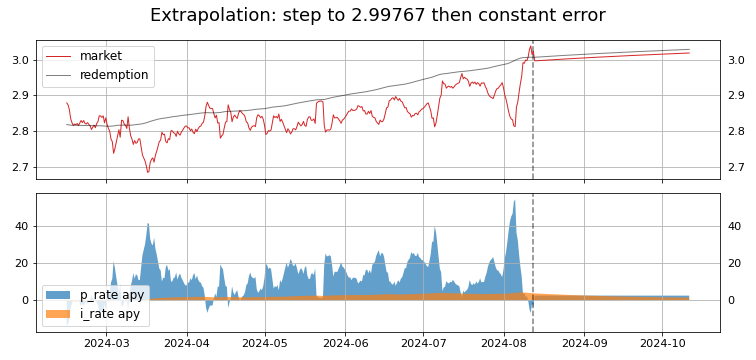 Extrapolation: step to 2.99767 then constant error
market
redemption
3.0 3.0
2.9 2.9
2.8 2.8
2.7 2.7
40 40
20 20
0 0
p_rate apy
i_rate apy
2024-03 2024-04 2024-05 2024-06 2024-07 2024-08 2024-09 2024-10